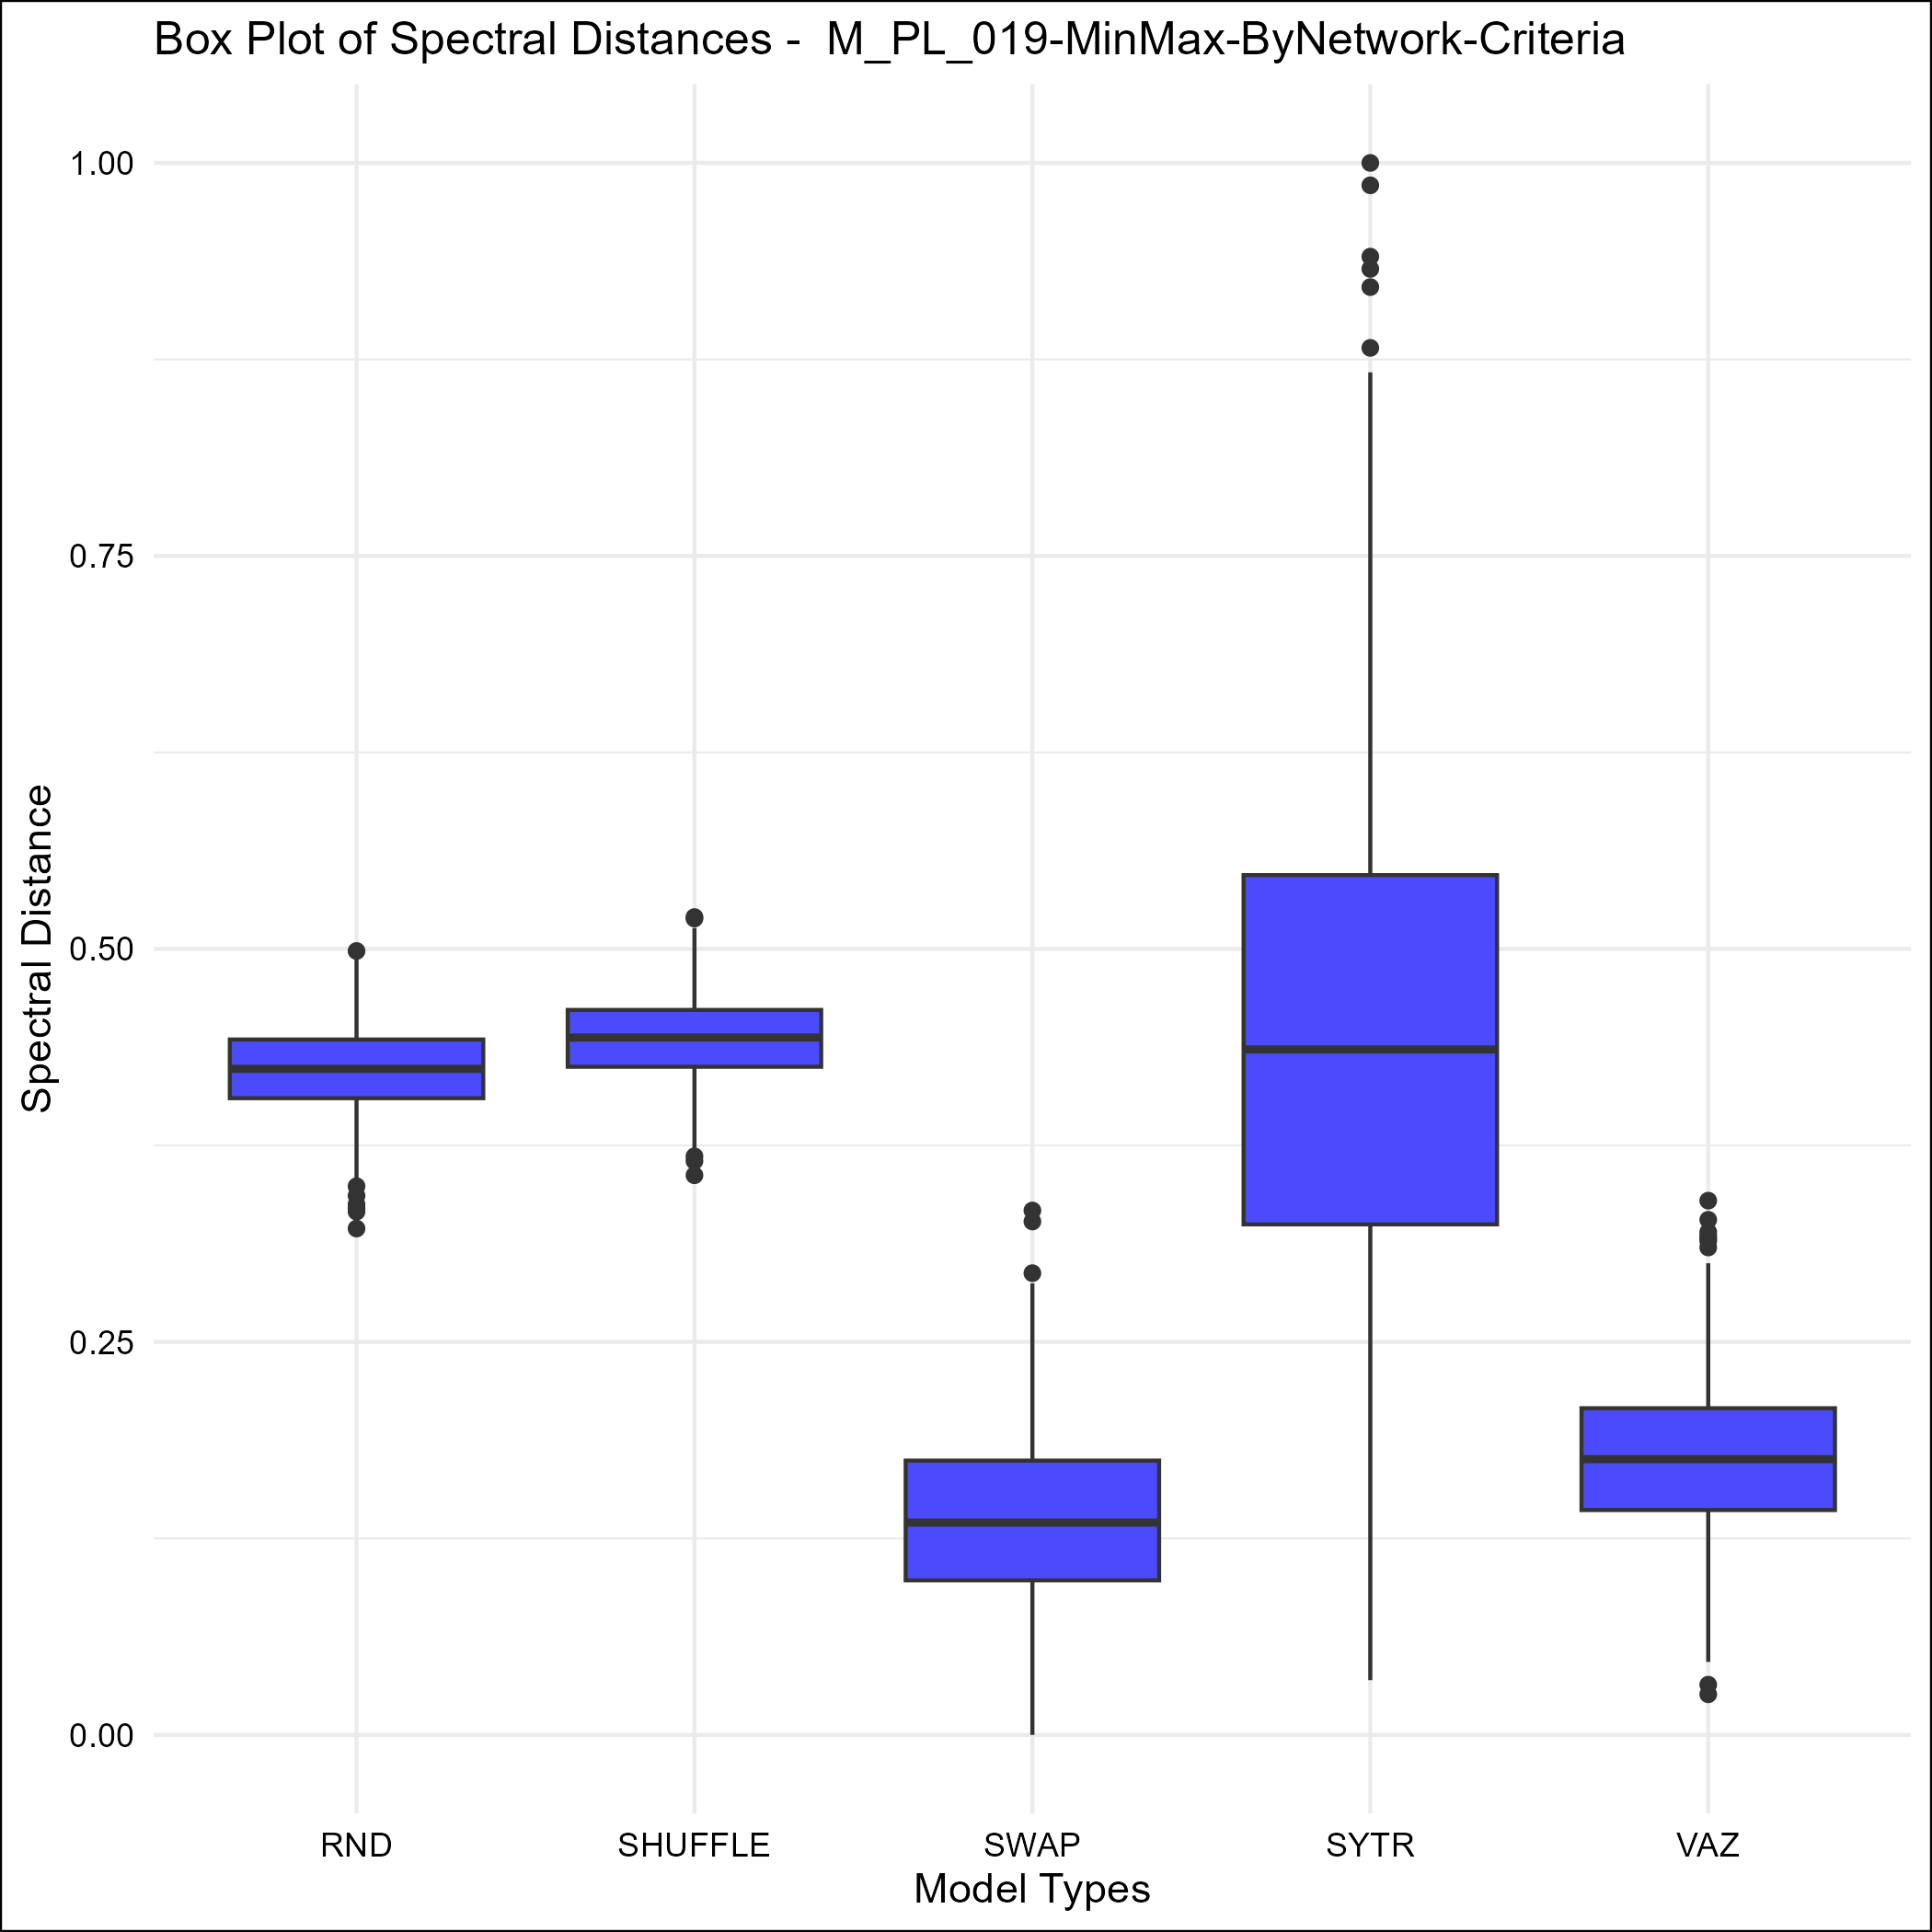 Box Plot of Spectral Distances -  M_PL_019-MinMax-ByNetwork-Criteria
1.00
0.75
0.50
0.25
0.00
Spectral Distance
RND SHUFFLE SWAP SYTR VAZ
Model Types